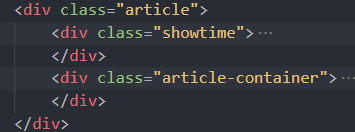 <div class="article">
<div class="showtime">···
</div>
<div class="article-container">···
</div>
</div>